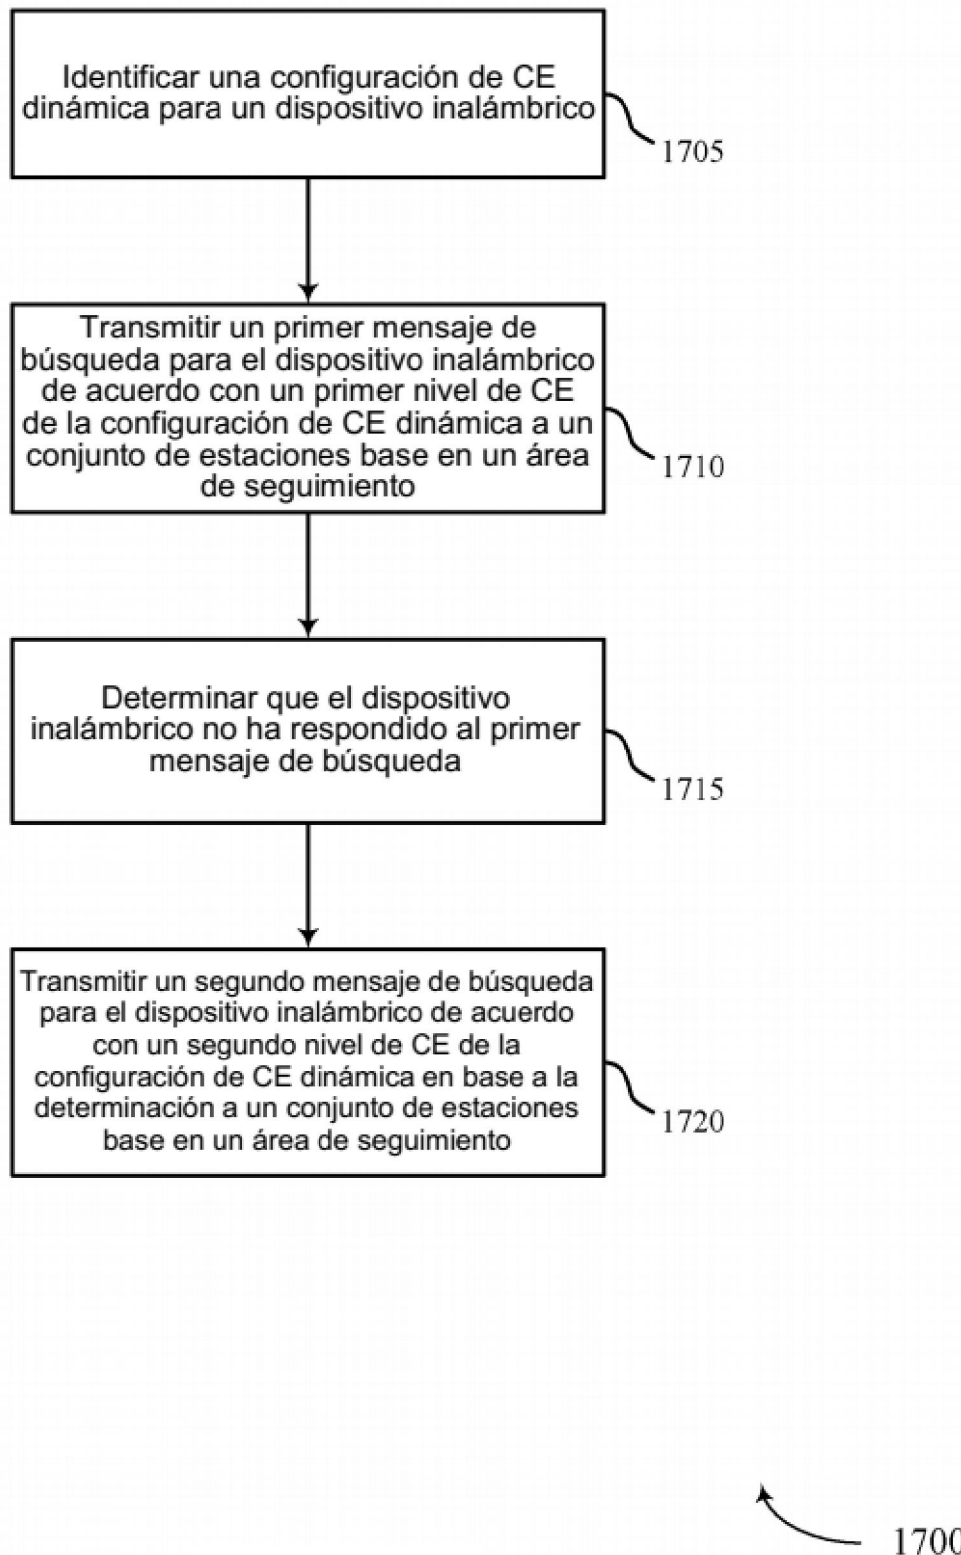 Identificar una configuración de CE
dinámica para un dispositivo inalámbrico
1705
Transmitir un primer mensaje de
búsqueda para el dispositivo inalámbrico
de acuerdo con un primer nivel de CE
de la configuración de CE dinámica a un
conjunto de estaciones base en un área
de seguimiento
1710
Determinar que el dispositivo
inalámbrico no ha respondido al primer
mensaje de búsqueda
1715
Transmitir un segundo mensaje de búsqueda
para el dispositivo inalámbrico de acuerdo
con un segundo nivel de CE de la
configuración de CE dinámica en base a la
determinación a un conjunto de estaciones
base en un área de seguimiento
1720
1700